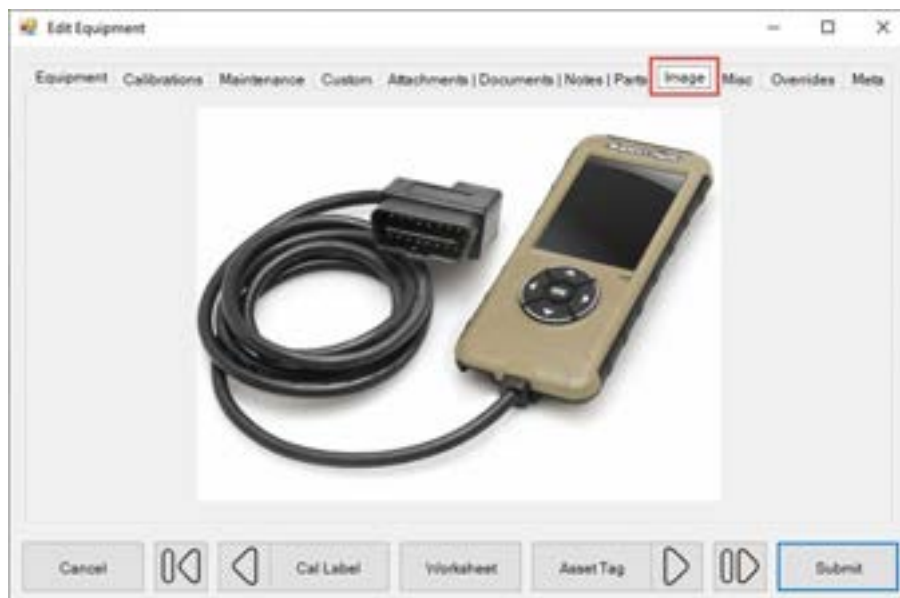 Edit Equipment
Equipment Calibrations Maintenance Custom Attachments | Documents | Notes | Parts Image Misc Overrides Meta
Cancel Cal Label Worksheet Asset Tag Submit